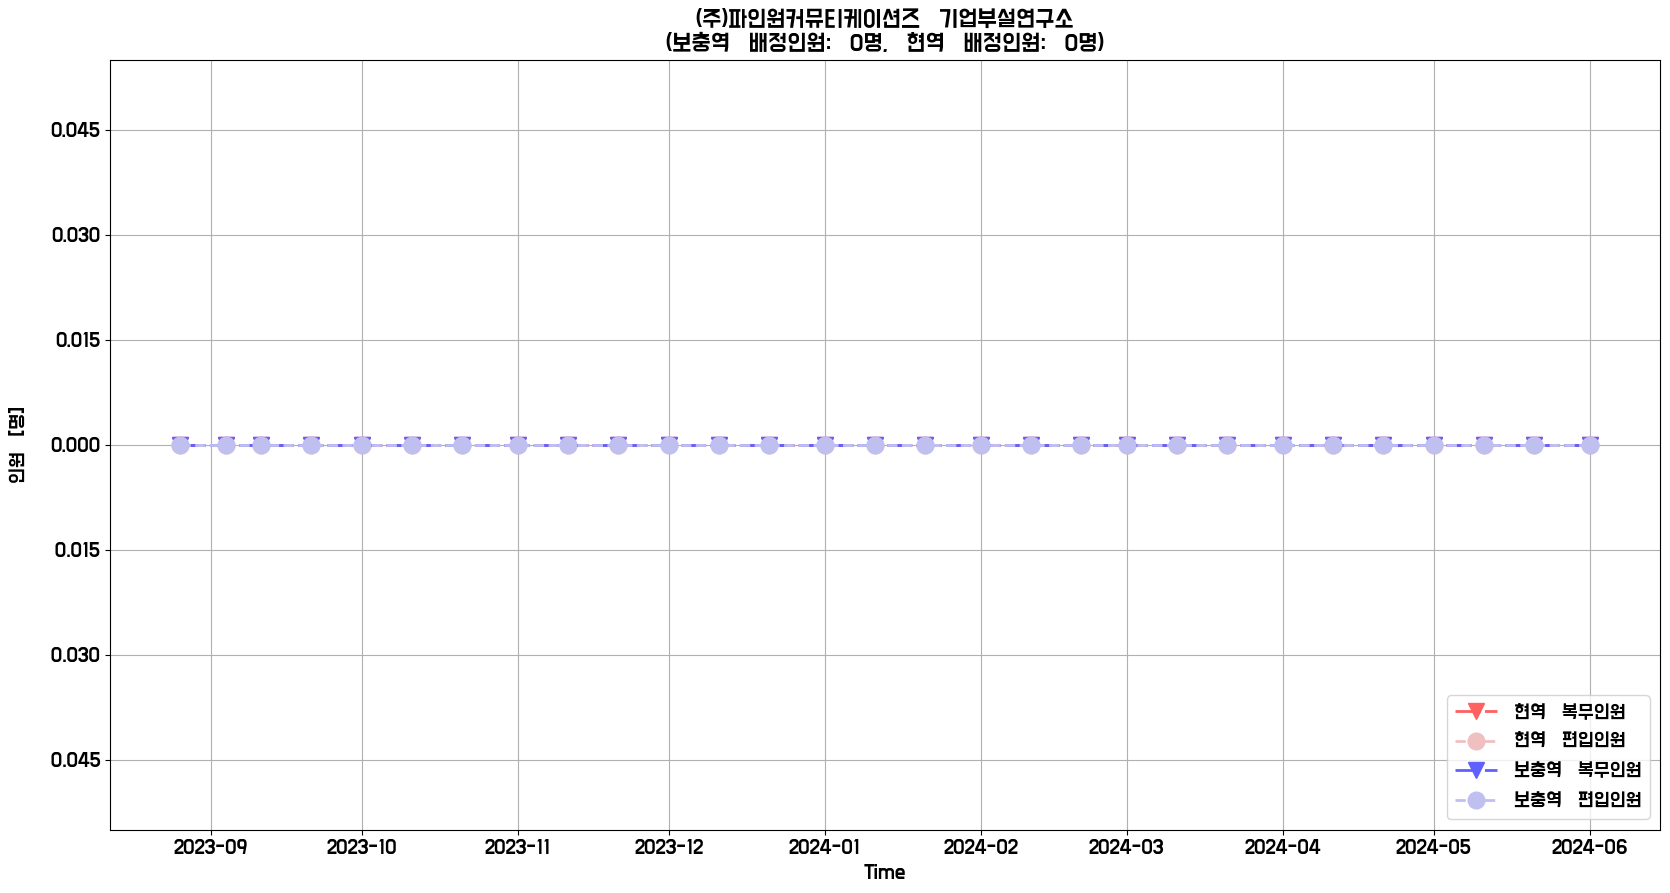 (주)파인원커뮤티케이션즈 기업부설연구소
(보충역 배정인원: 0명, 현역 배정인원: 0명)
0.045
0.030
0.015
0.000
0.015
0.030
0.045
인원 [명]
현역 복무인원
현역 편입인원
보충역 복무인원
보충역 편입인원
2023-09 2023-10 2023-11 2023-12 2024-01 2024-02 2024-03 2024-04 2024-05 2024-06
Time